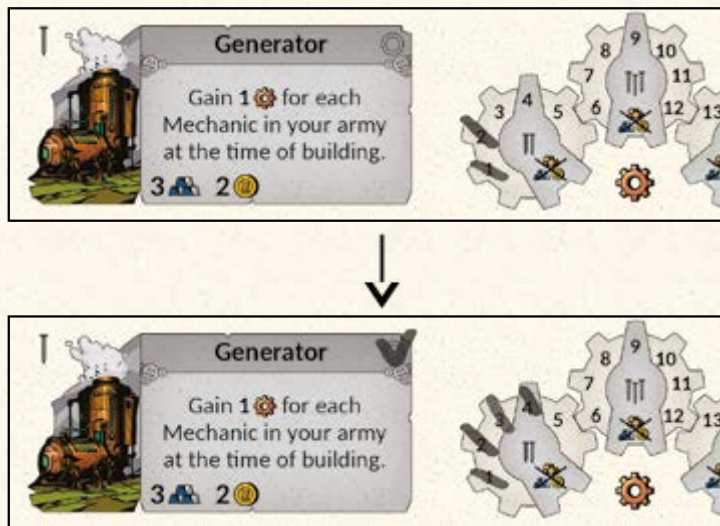 Generator
Gain 1 for each
Mechanic in your army
at the time of building.
3 2
1 2 3 4 5
6 7 8 9 10 11 12
13
Generator
Gain 1 for each
Mechanic in your army
at the time of building.
3 2
1 2 3 4 5
6 7 8 9 10 11 12
13